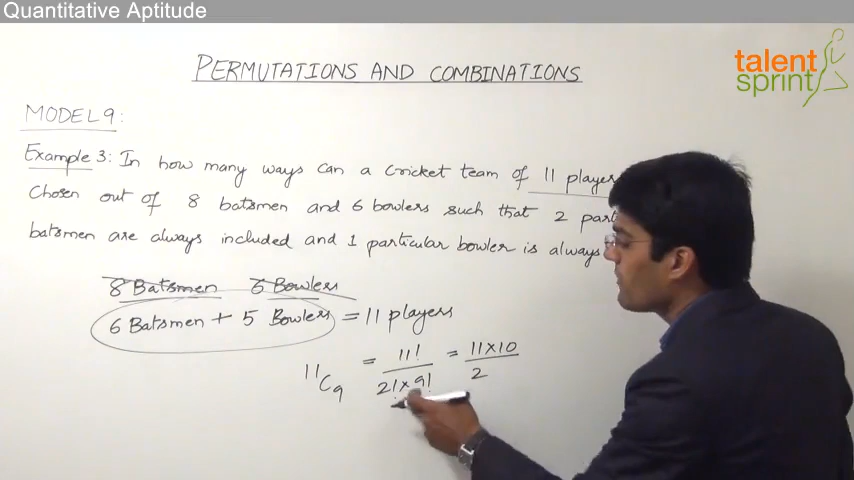 Quantitative Aptitude
talent
sprint
PERMUTATIONS AND COMBINATIONS
MODEL 9:
Example 3: In how many ways can a cricket team of 11 players
Chosen out of 8 batsmen and 6 bowlers such that 2
batsmen are always included and 1 particular bowler is always
8 Batsmen 6 Bowlers
6 Batsmen + 5 Bowlers = 11 players
11C9 = 11!/(2! × 9!) = (11×10)/2